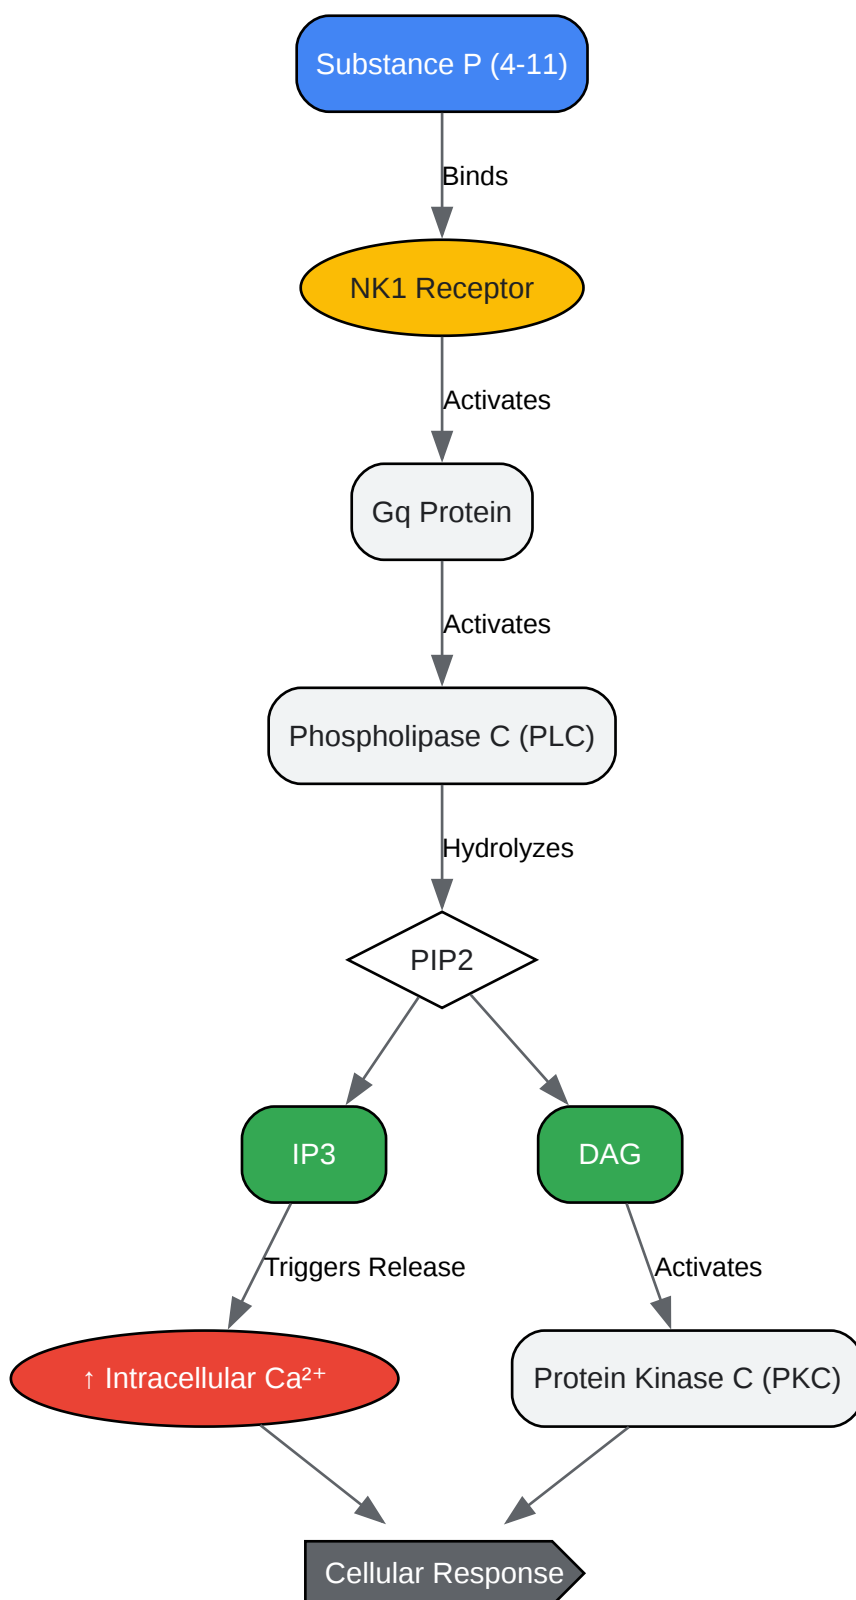 Substance P (4-11)
Binds
NK1 Receptor
Activates
Gq Protein
Activates
Phospholipase C (PLC)
Hydrolyzes
PIP2
IP3
DAG
Triggers Release
Activates
↑ Intracellular Ca²⁺
Protein Kinase C (PKC)
Cellular Response